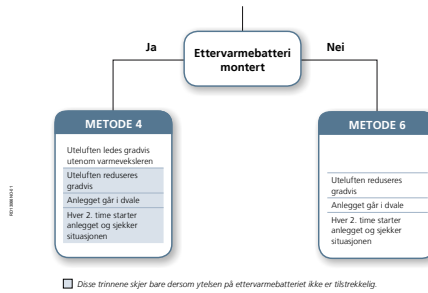 Ja
Ettervarmebatteri
montert
Nei
METODE 4
Uteluften ledes gradvis
utenom varmeveksleren
Uteluften reduseres
gradvis
Anlegget går i dvale
Hver 2. time starter
anlegget og sjekker
situasjonen
METODE 6
Uteluften reduseres
gradvis
Anlegget går i dvale
Hver 2. time starter
anlegget og sjekker
situasjonen
Disse trinnene skjer bare dersom ytelsen på ettervarmebatteriet ikke er tilstrekkelig.